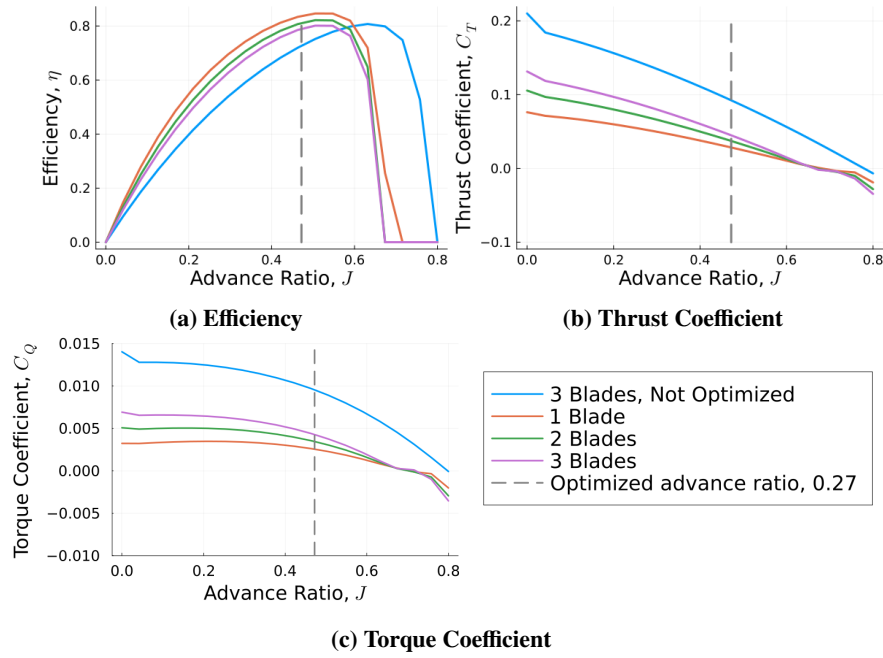 Efficiency, η
0.8
0.6
0.4
0.2
0.0
0.0 0.2 0.4 0.6 0.8
Advance Ratio, J
(a) Efficiency
Thrust Coefficient, C_T
0.2
0.1
0.0
−0.1
0.0 0.2 0.4 0.6 0.8
Advance Ratio, J
(b) Thrust Coefficient
Torque Coefficient, C_Q
0.015
0.010
0.005
0.000
−0.005
−0.010
0.0 0.2 0.4 0.6 0.8
Advance Ratio, J
3 Blades, Not Optimized
1 Blade
2 Blades
3 Blades
Optimized advance ratio, 0.27
(c) Torque Coefficient